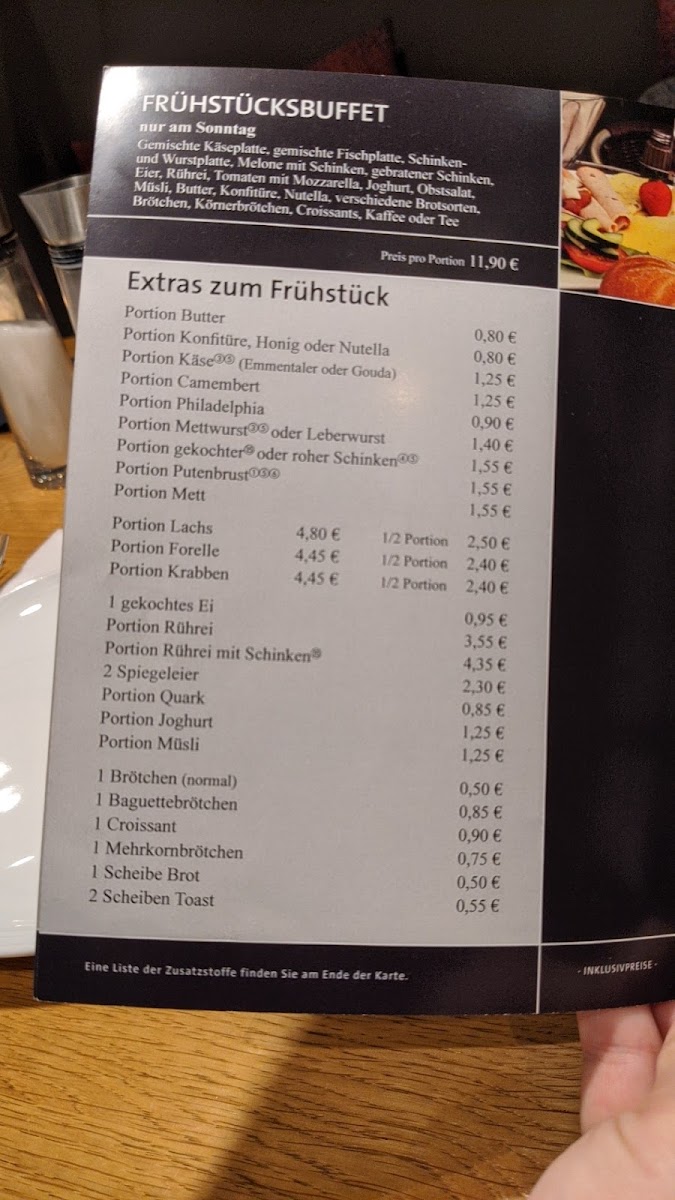 FRÜHSTÜCKSBUFFET
nur am Sonntag
Gemischte Käseplatte, gemischte Fischplatte, Schinken-
und Wurstplatte, Melone mit Schinken, gebratener Schinken,
Eier, Rührei, Tomaten mit Mozzarella, Joghurt, Obstsalat,
Müsli, Butter, Konfitüre, Nutella, verschiedene Brotsorten,
Brötchen, Körnerbrötchen, Croissants, Kaffee oder Tee
Preis pro Portion 11,90 €
Extras zum Frühstück
Portion Butter 0,80 €
Portion Konfitüre, Honig oder Nutella 0,80 €
Portion Käse③⑤ (Emmentaler oder Gouda) 1,25 €
Portion Camembert 1,25 €
Portion Philadelphia 0,90 €
Portion Mettwurst③⑤ oder Leberwurst 1,40 €
Portion gekochter oder roher Schinken④⑤ 1,55 €
Portion Putenbrust①⑤④ 1,55 €
Portion Mett 1,55 €
Portion Lachs 4,80 € 1/2 Portion 2,50 €
Portion Forelle 4,45 € 1/2 Portion 2,40 €
Portion Krabben 4,45 € 1/2 Portion 2,40 €
1 gekochtes Ei 0,95 €
Portion Rührei 3,55 €
Portion Rührei mit Schinken 4,35 €
2 Spiegeleier 2,30 €
Portion Quark 0,85 €
Portion Joghurt 1,25 €
Portion Müsli 1,25 €
1 Brötchen (normal) 0,50 €
1 Baguettebrötchen 0,85 €
1 Croissant 0,90 €
1 Mehrkornbrötchen 0,75 €
1 Scheibe Brot 0,50 €
2 Scheiben Toast 0,55 €
Eine Liste der Zusatzstoffe finden Sie am Ende der Karte.
- INKLUSIVPREISE -